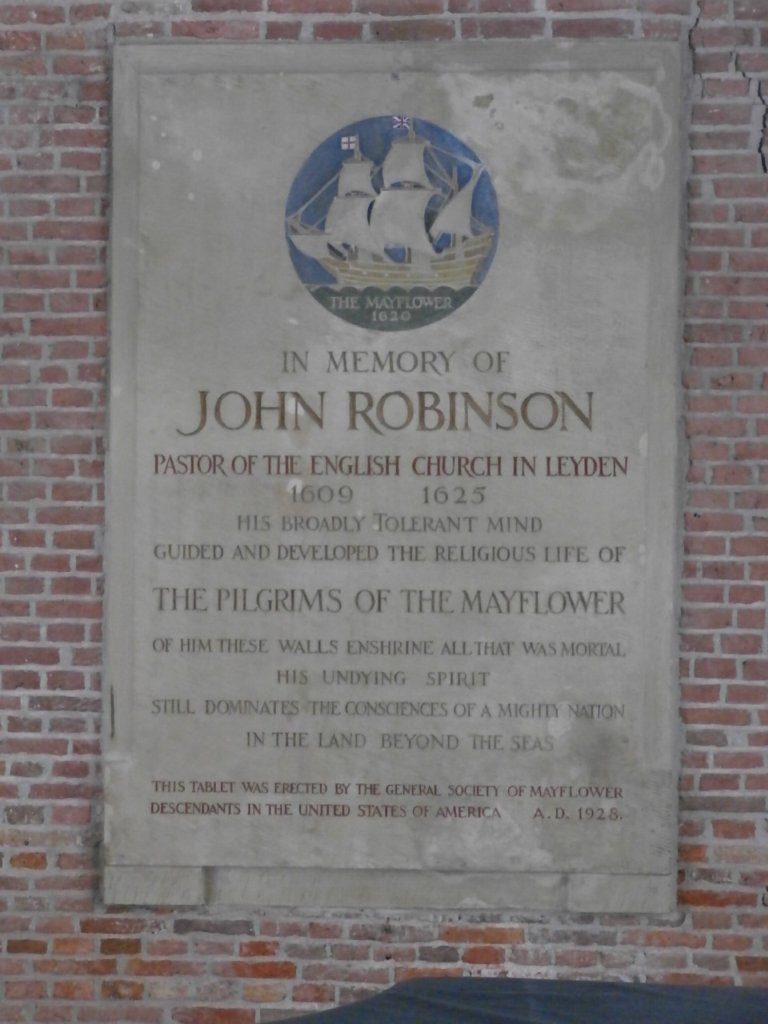 THE MAYFLOWER
1620
IN MEMORY OF
JOHN ROBINSON
PASTOR OF THE ENGLISH CHURCH IN LEYDEN
1609 1625
HIS BROADLY TOLERANT MIND
GUIDED AND DEVELOPED THE RELIGIOUS LIFE OF
THE PILGRIMS OF THE MAYFLOWER
OF HIM THESE WALLS ENSHRINE ALL THAT WAS MORTAL
HIS UNDYING SPIRIT
STILL DOMINATES THE CONSCIENCES OF A MIGHTY NATION
IN THE LAND BEYOND THE SEAS
THIS TABLET WAS ERECTED BY THE GENERAL SOCIETY OF MAYFLOWER
DESCENDANTS IN THE UNITED STATES OF AMERICA A.D. 1928.